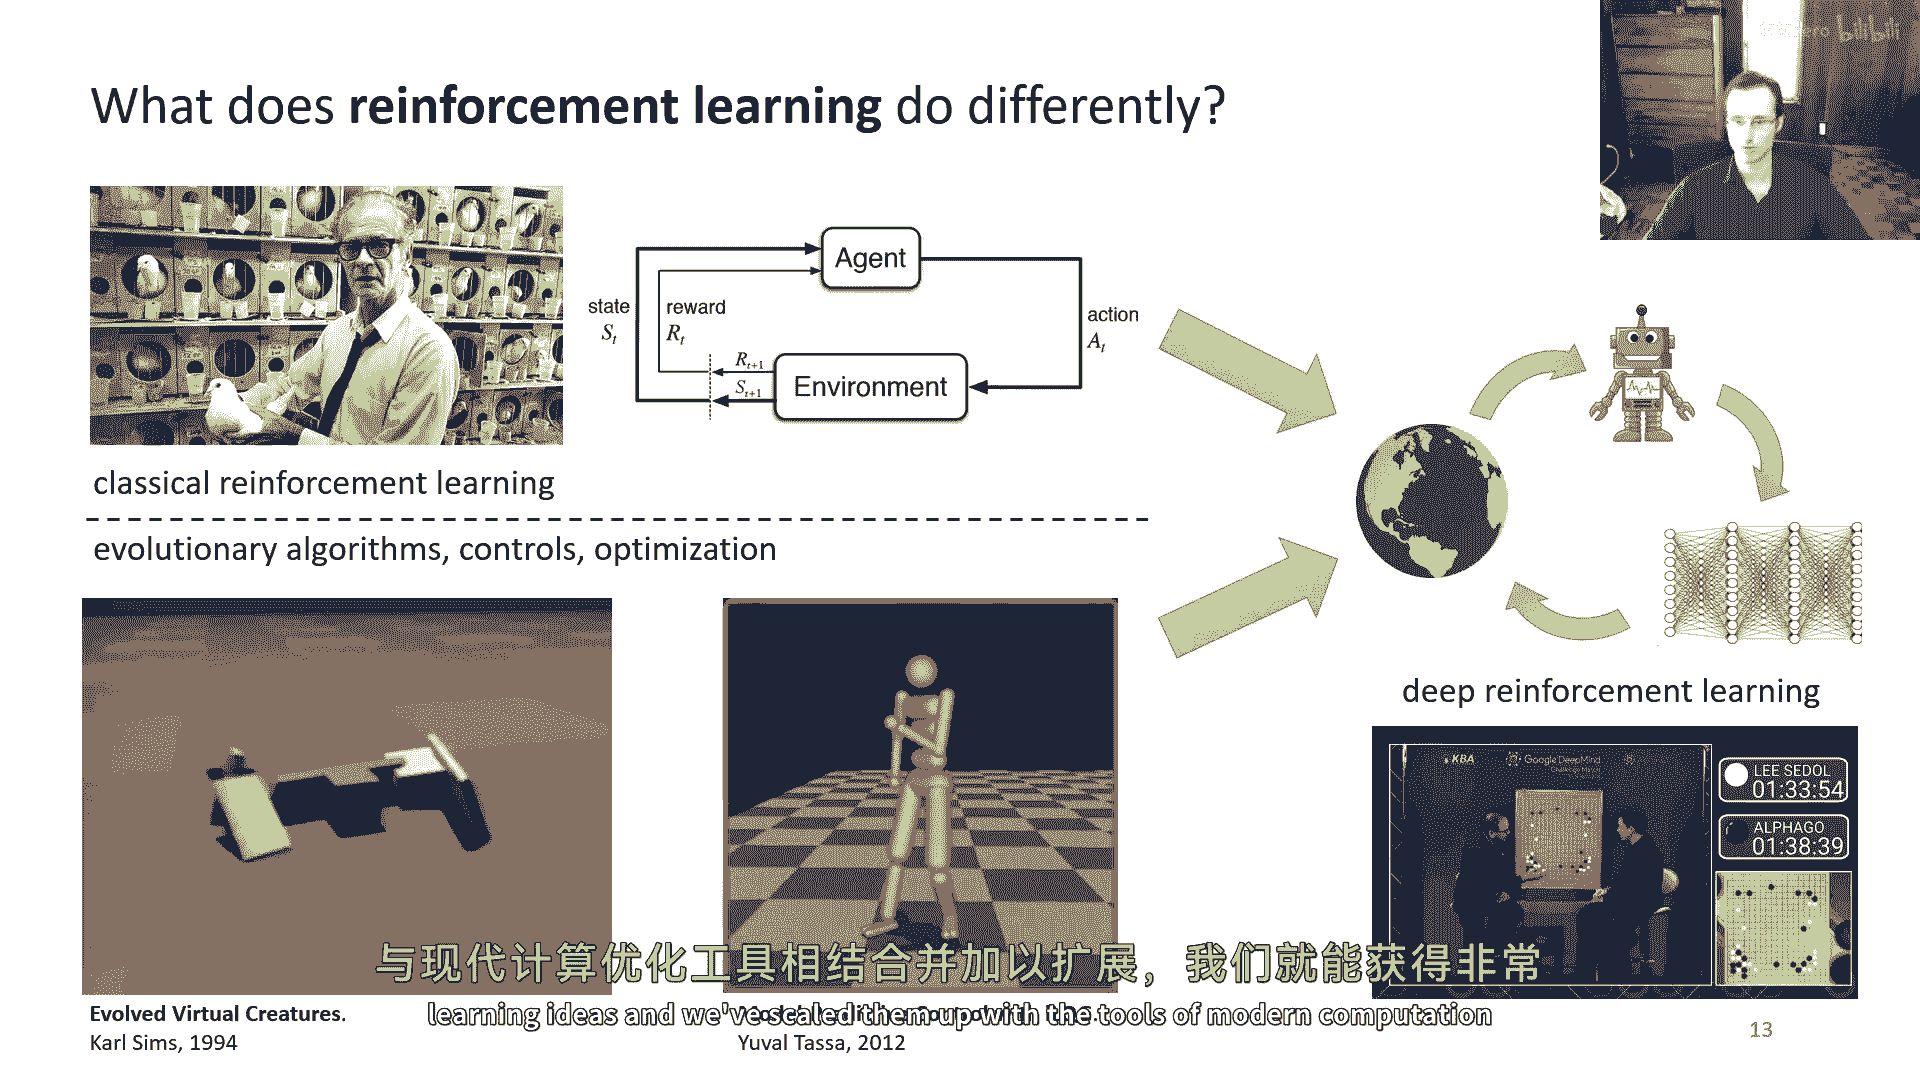 What does reinforcement learning do differently?
bilibili
Agent
state
S_t
reward
R_t
action
A_t
R_{t+1}
S_{t+1}
Environment
classical reinforcement learning
evolutionary algorithms, controls, optimization
deep reinforcement learning
KBA
Google DeepMind
Challenge Match
LEE SEDOL
01:33:54
ALPHAGO
01:38:39
与现代计算优化工具相结合并加以扩展，我们就能获得非常
learning ideas and we've scaled them up with the tools of modern computation
Evolved Virtual Creatures.
Karl Sims, 1994
Yuval Tassa, 2012
13